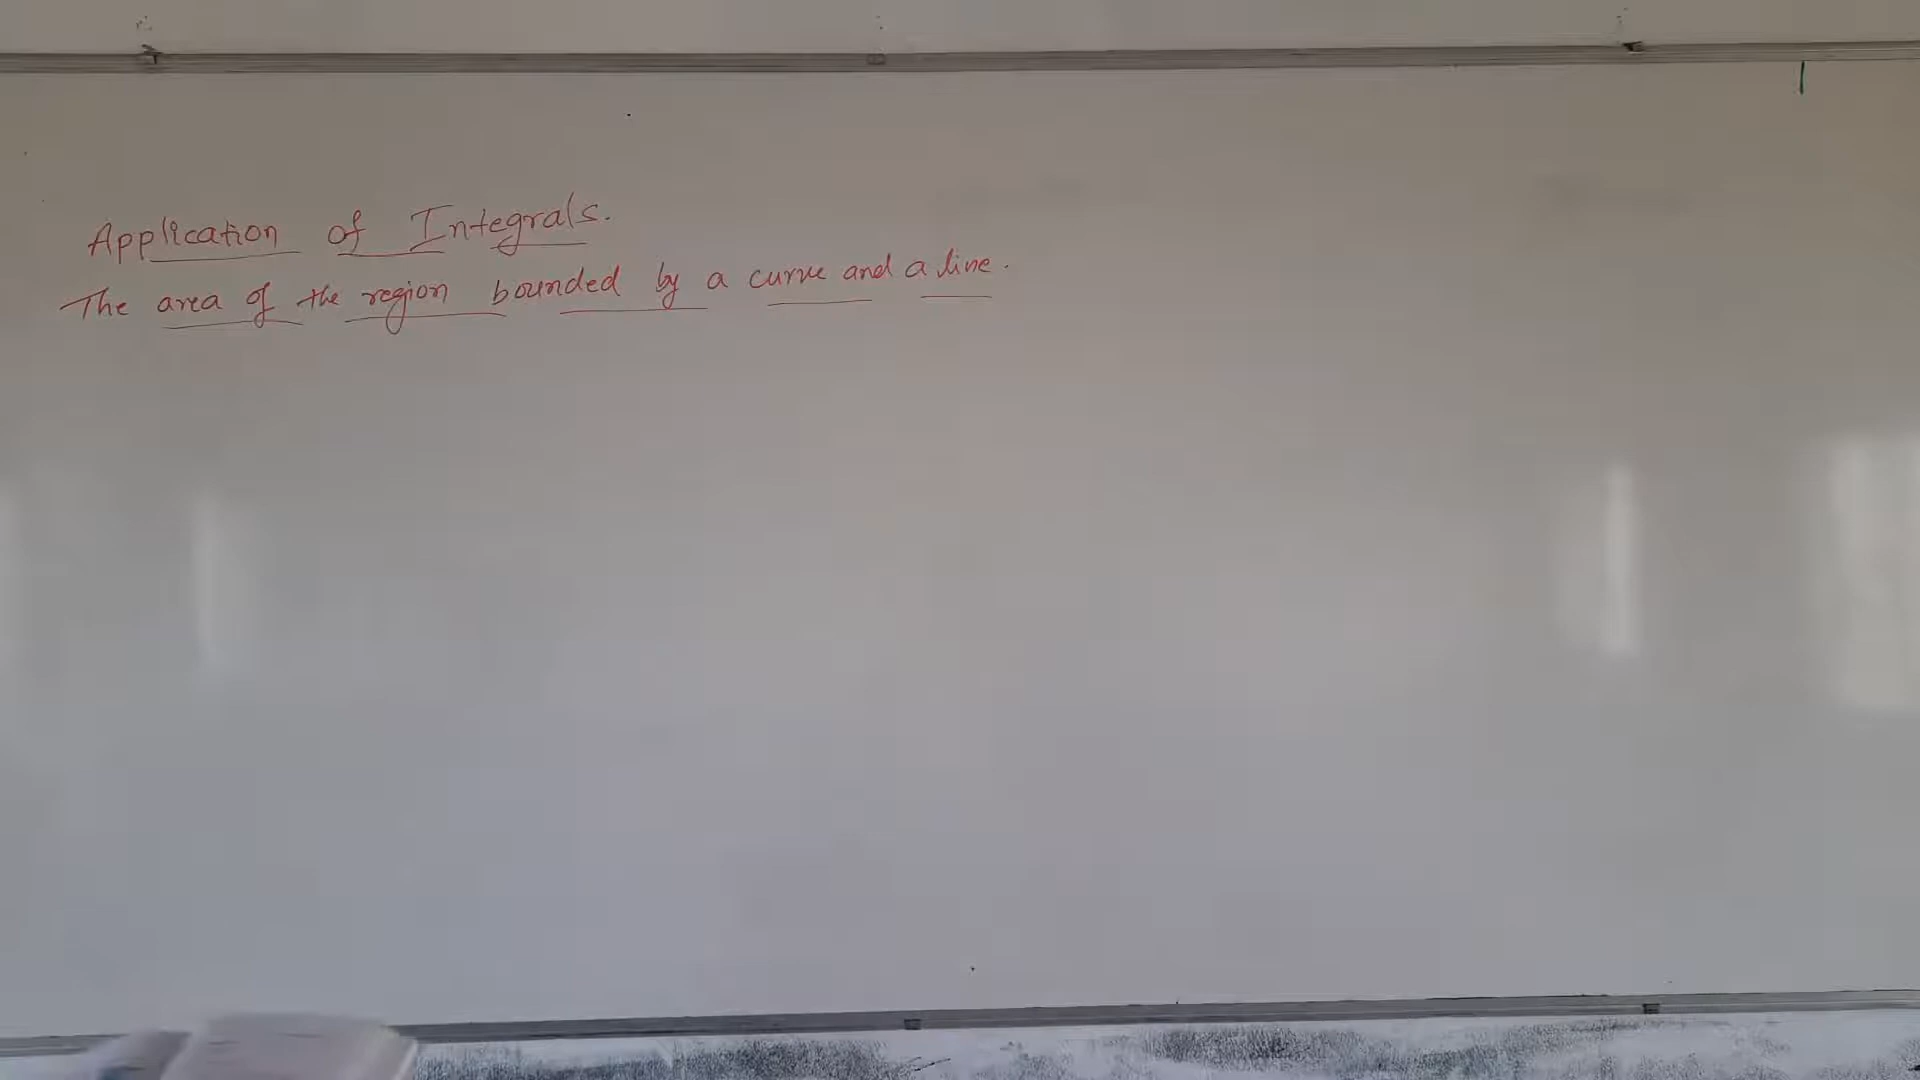 Application of Integrals.
The area of the region bounded by a curve and a line.